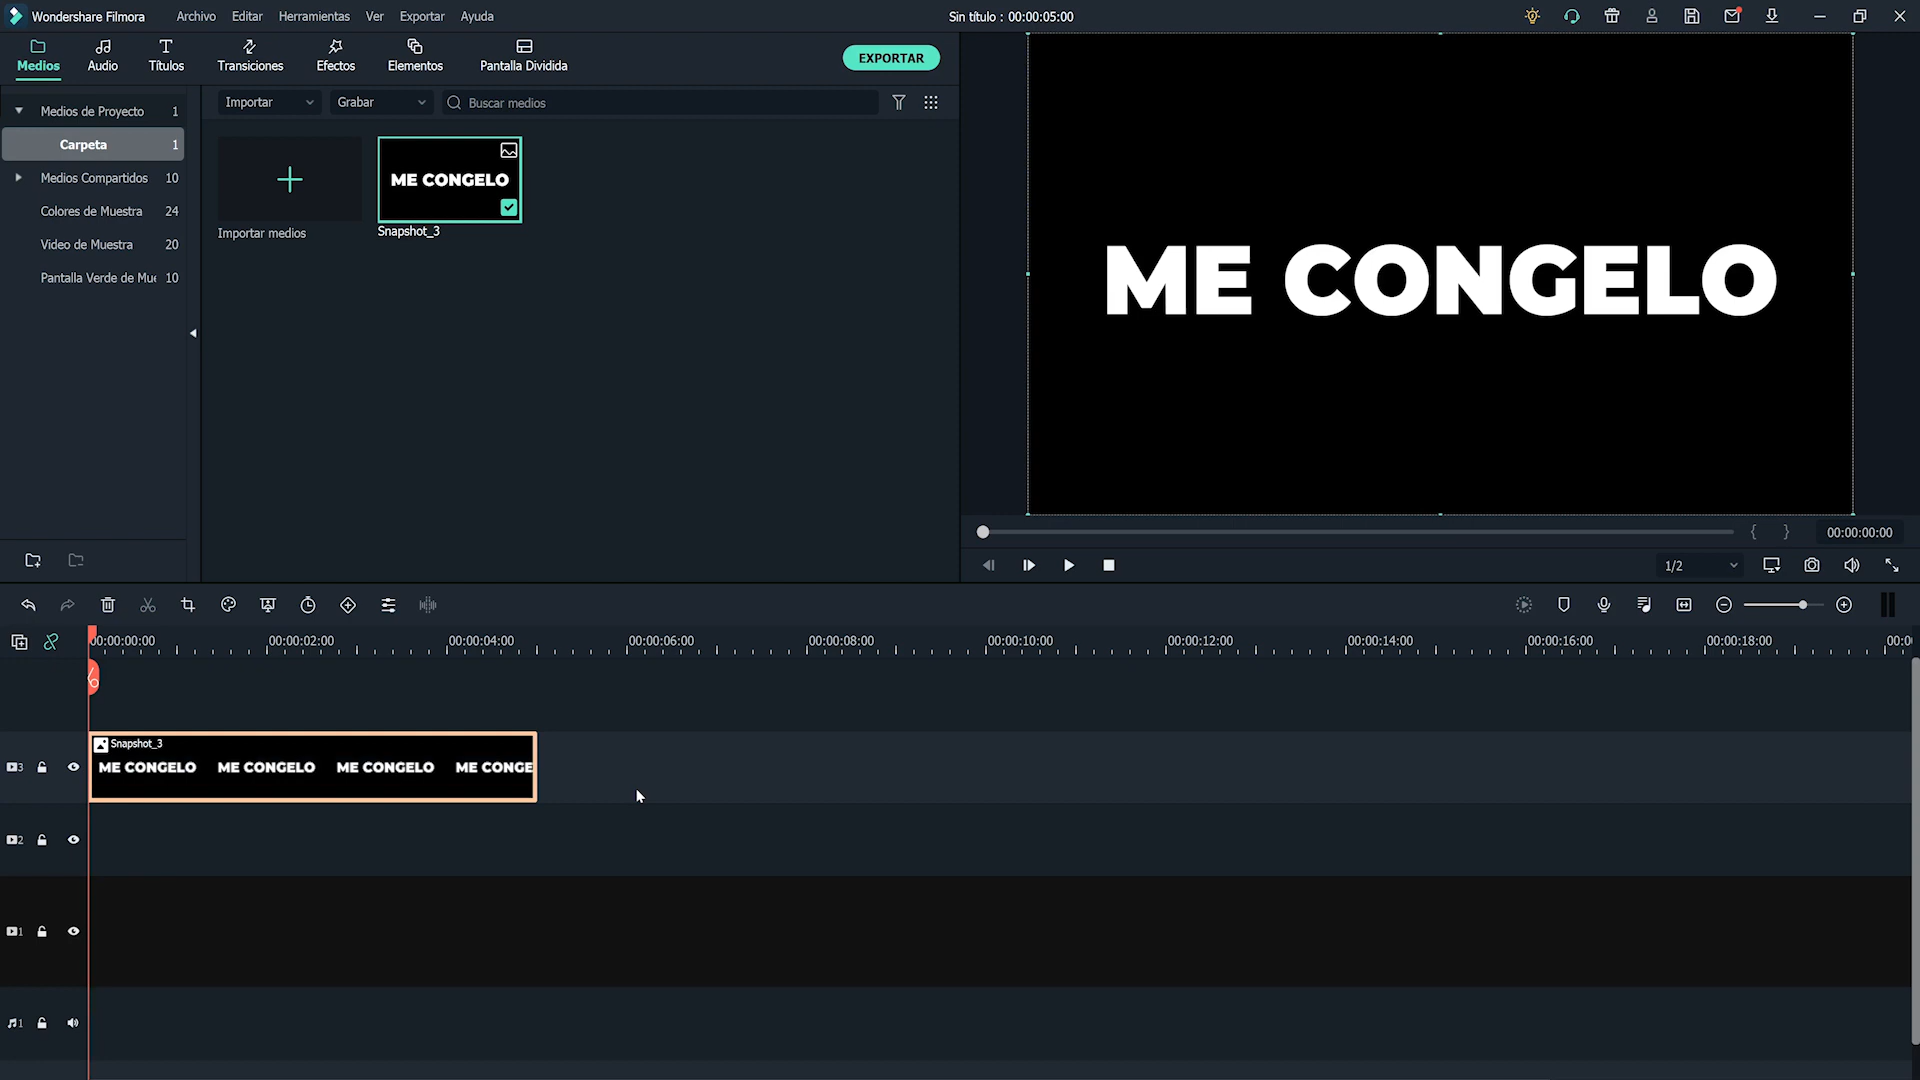 Wondershare Filmora
Archivo
Editar
Herramientas
Ver
Exportar
Ayuda
Sin título : 00:00:05:00
Medios
Audio
Títulos
Transiciones
Efectos
Elementos
Pantalla Dividida
EXPORTAR
Medios de Proyecto 1
Carpeta 1
Medios Compartidos 10
Colores de Muestra 24
Video de Muestra 20
Pantalla Verde de Mue 10
Importar
Grabar
Buscar medios
Importar medios
ME CONGELO
Snapshot_3
ME CONGELO
{ }
00:00:00:00
1/2
00:00:00:00
00:00:02:00
00:00:04:00
00:00:06:00
00:00:08:00
00:00:10:00
00:00:12:00
00:00:14:00
00:00:16:00
00:00:18:00
00:0
3
Snapshot_3
ME CONGELO ME CONGELO ME CONGELO ME CONGE
2
1
1